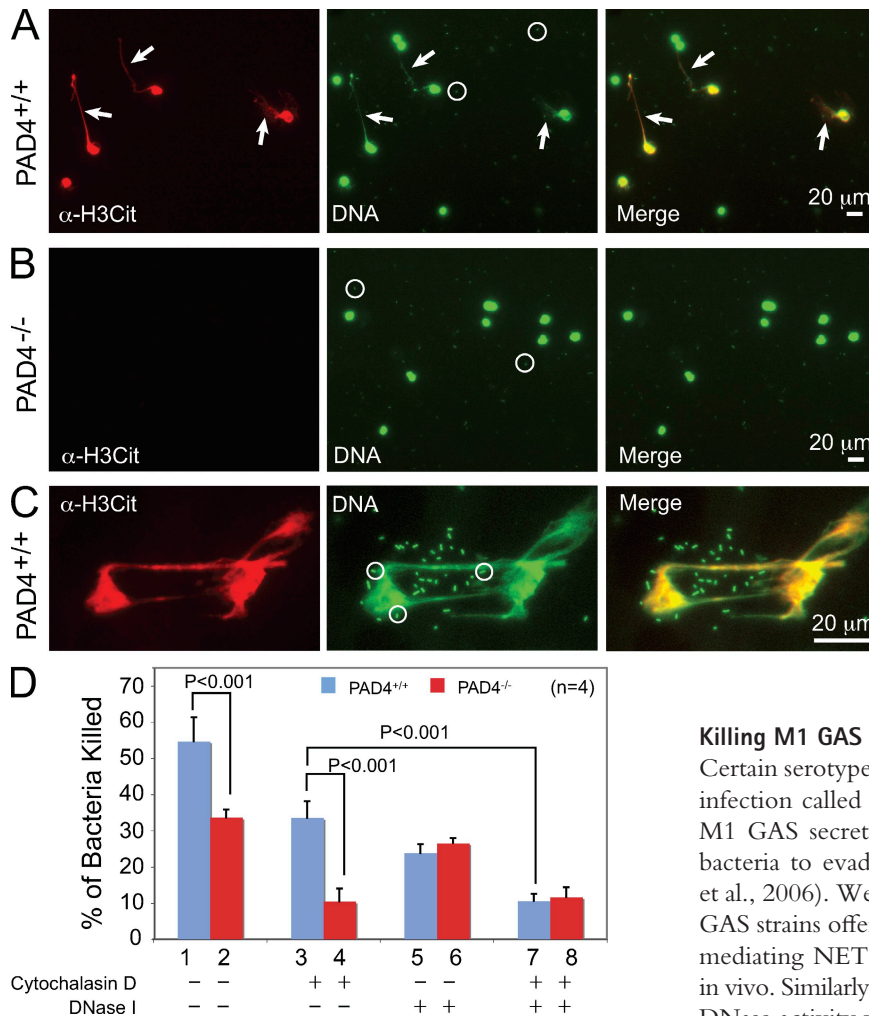 A
PAD4+/+
α-H3Cit
DNA
Merge
20 μm
B
PAD4-/-
α-H3Cit
DNA
Merge
20 μm
C
PAD4+/+
α-H3Cit
DNA
Merge
20 μm
D
% of Bacteria Killed
70
60
50
40
30
20
10
0
P<0.001
PAD4+/+
PAD4-/-
(n=4)
P<0.001
P<0.001
1 2 3 4 5 6 7 8
Cytochalasin D – – + + – – + +
DNase I – – – – + + + +
Killing M1 GAS
Certain serotype
infection called
M1 GAS secret
bacteria to evad
et al., 2006). We
GAS strains offer
mediating NET
in vivo. Similarly